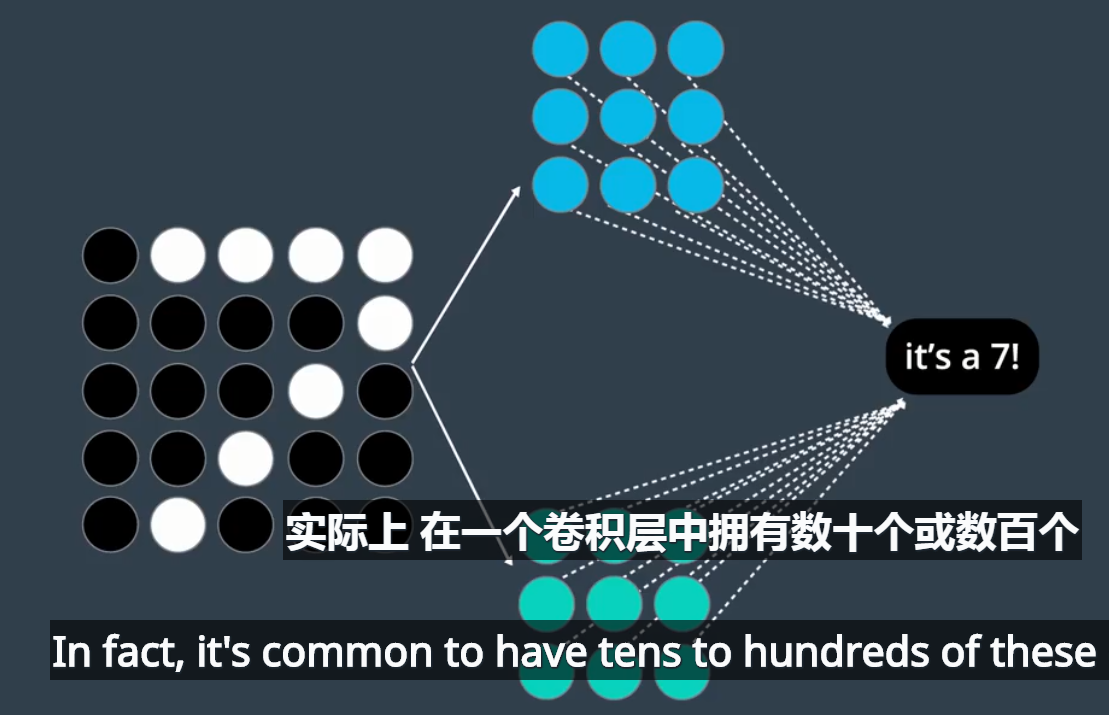 it's a 7!
实际上 在一个卷积层中拥有数十个或数百个
In fact, it's common to have tens to hundreds of these